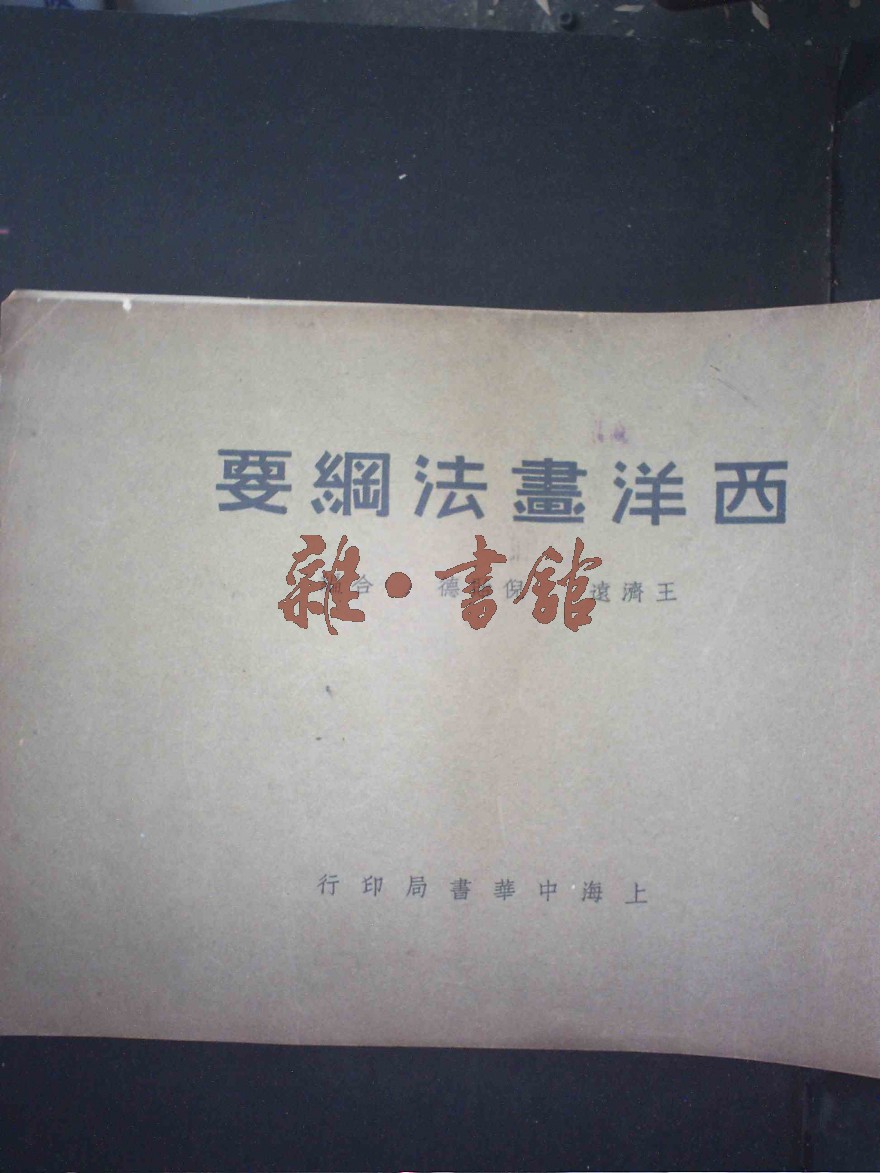 西洋畫法綱要
王濟遠 倪貽德 合
雜·書館
上海中華書局印行